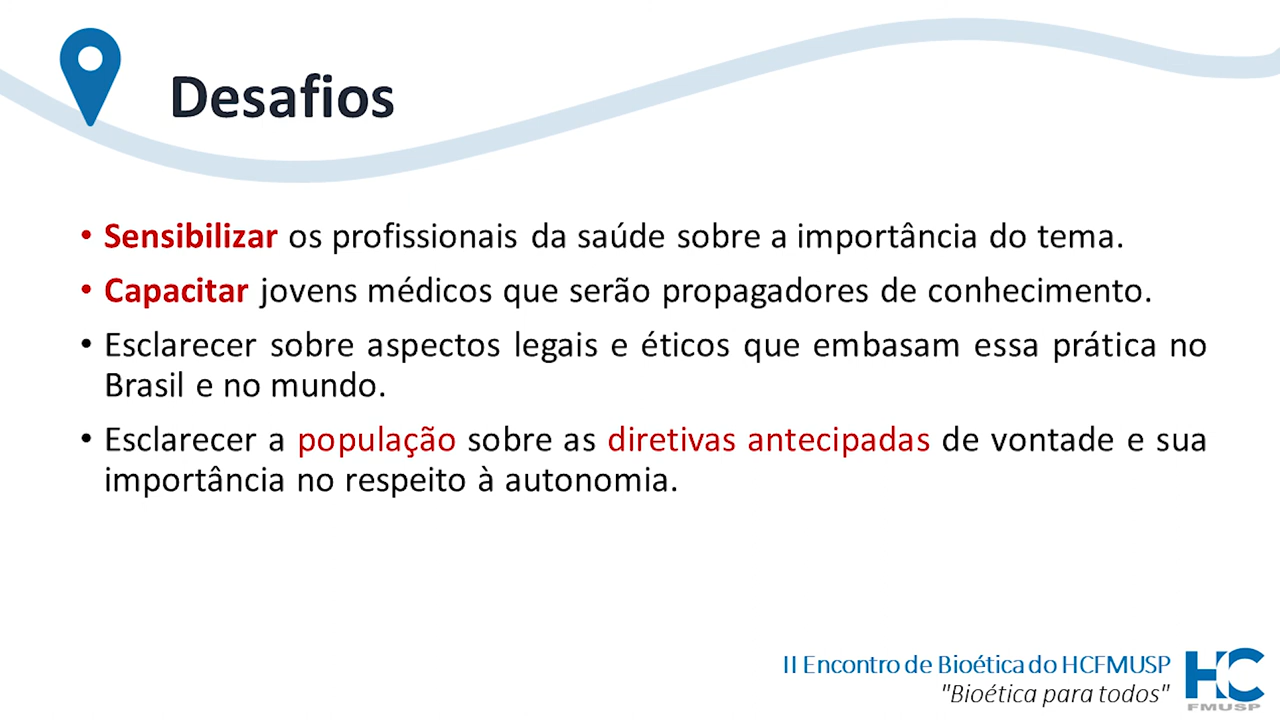 Desafios
• Sensibilizar os profissionais da saúde sobre a importância do tema.
• Capacitar jovens médicos que serão propagadores de conhecimento.
• Esclarecer sobre aspectos legais e éticos que embasam essa prática no
Brasil e no mundo.
• Esclarecer a população sobre as diretivas antecipadas de vontade e sua
importância no respeito à autonomia.
II Encontro de Bioética do HCFMUSP
"Bioética para todos"
HC
FMUSP